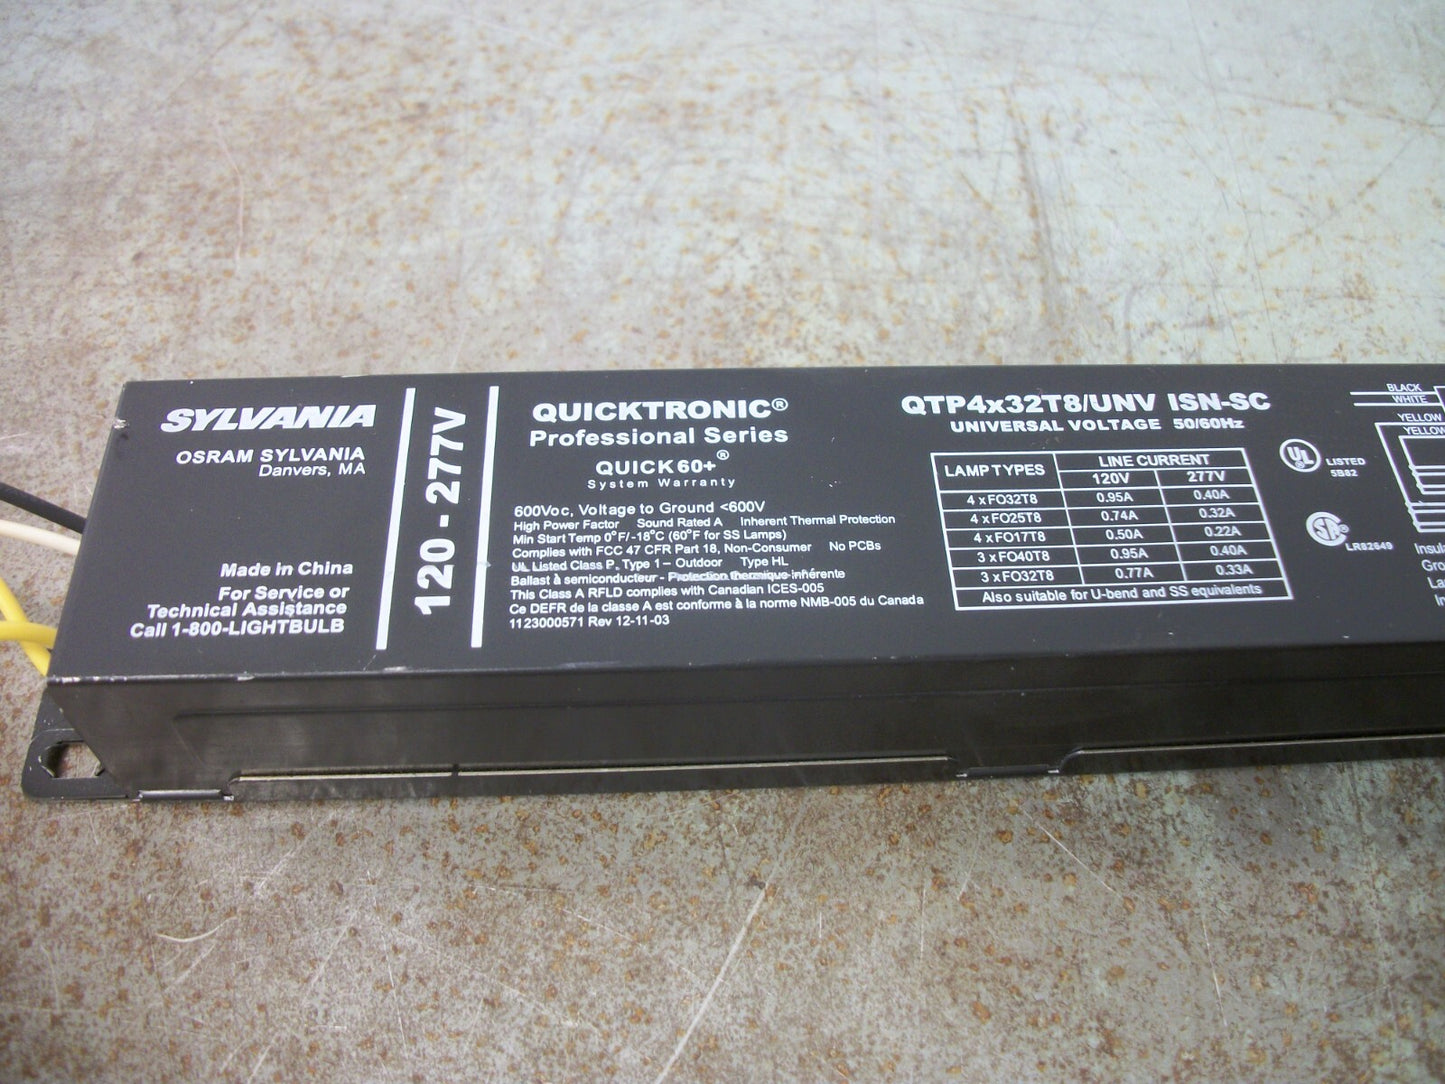 SYLVANIA
OSRAM SYLVANIA
Danvers, MA
Made in China
For Service or
Technical Assistance
Call 1-800-LIGHTBULB
120 - 277V
QUICKTRONIC®
Professional Series
QUICK60+®
System Warranty
600Voc, Voltage to Ground <600V
High Power Factor Sound Rated A Inherent Thermal Protection
Min Start Temp 0°F/-18°C (60°F for SS Lamps)
Complies with FCC 47 CFR Part 18, Non-Consumer No PCBs
UL Listed Class P, Type 1 - Outdoor Type HL
Ballast à semiconducteur - Protection thermique inhérente
This Class A RFLD complies with Canadian ICES-005
Ce DEFR de la classe A est conforme à la norme NMB-005 du Canada
1123000571 Rev 12-11-03
QTP4x32T8/UNV ISN-SC
UNIVERSAL VOLTAGE 50/60Hz
LAMP TYPES LINE CURRENT
120V 277V
4 x FO32T8 0.95A 0.40A
4 x FO25T8 0.74A 0.32A
4 x FO17T8 0.50A 0.22A
3 x FO40T8 0.95A 0.40A
3 x FO32T8 0.77A 0.33A
Also suitable for U-bend and SS equivalents
UL LISTED
5B82
SA®
LR82649
BLACK
WHITE
YELLOW
YELLOW